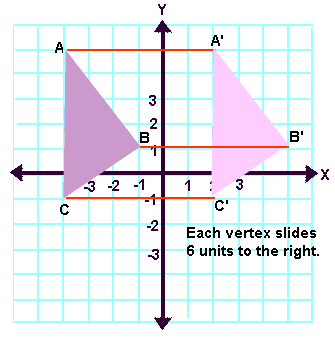 Y
A
A'
3
2
B
B'
1
-3 -2 -1
1
3
X
C
-1
C'
-2
Each vertex slides
6 units to the right.
-3